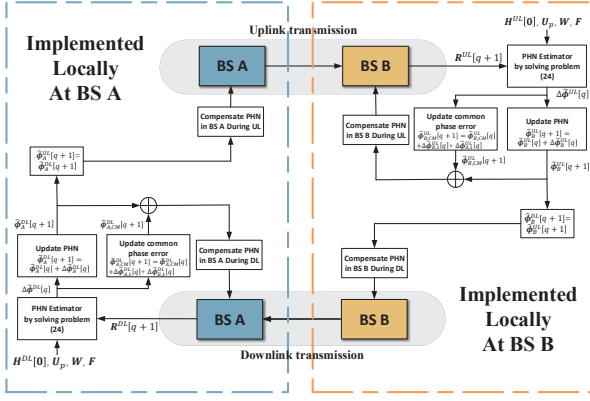 Uplink transmission
Implemented
Locally
At BS A
BS A
BS B
R^{UL}[q + 1]
H^{UL}[0], U_p, W, F
PHN Estimator
by solving problem
(24)
Δφ̂^{UL}[q]
Compensate PHN
in BS A During UL
Compensate PHN
in BS B During UL
Update common
phase error
φ̂_{B,CM}^{UL}[q + 1] = φ̂_{B,CM}^{UL}[q]
Update PHN
φ̂_B^{UL}[q + 1] =
φ̂_B^{UL}[q] + Δφ̂_B^{UL}[q]
φ̂_{B,CM}^{UL}[q + 1]
φ̂_B^{UL}[q + 1]
φ̂_A^{UL}[q + 1]=
φ̂_A^{DL}[q + 1]
φ̂_B^{DL}[q + 1]=
φ̂_B^{UL}[q + 1]
φ̂_A^{DL}[q + 1]
φ̂_{A,CM}^{DL}[q + 1]
Update PHN
φ̂_A^{DL}[q + 1] =
φ̂_A^{DL}[q] + Δφ̂_A^{DL}[q]
Update common
phase error
φ̂_{A,CM}^{DL}[q + 1] = φ̂_{A,CM}^{DL}[q]
Compensate PHN
in BS A During DL
Compensate PHN
in BS B During DL
Δφ̂^{DL}[q]
PHN Estimator
by solving problem
(24)
R^{DL}[q + 1]
BS A
BS B
H^{DL}[0], U_p, W, F
Downlink transmission
Implemented
Locally
At BS B